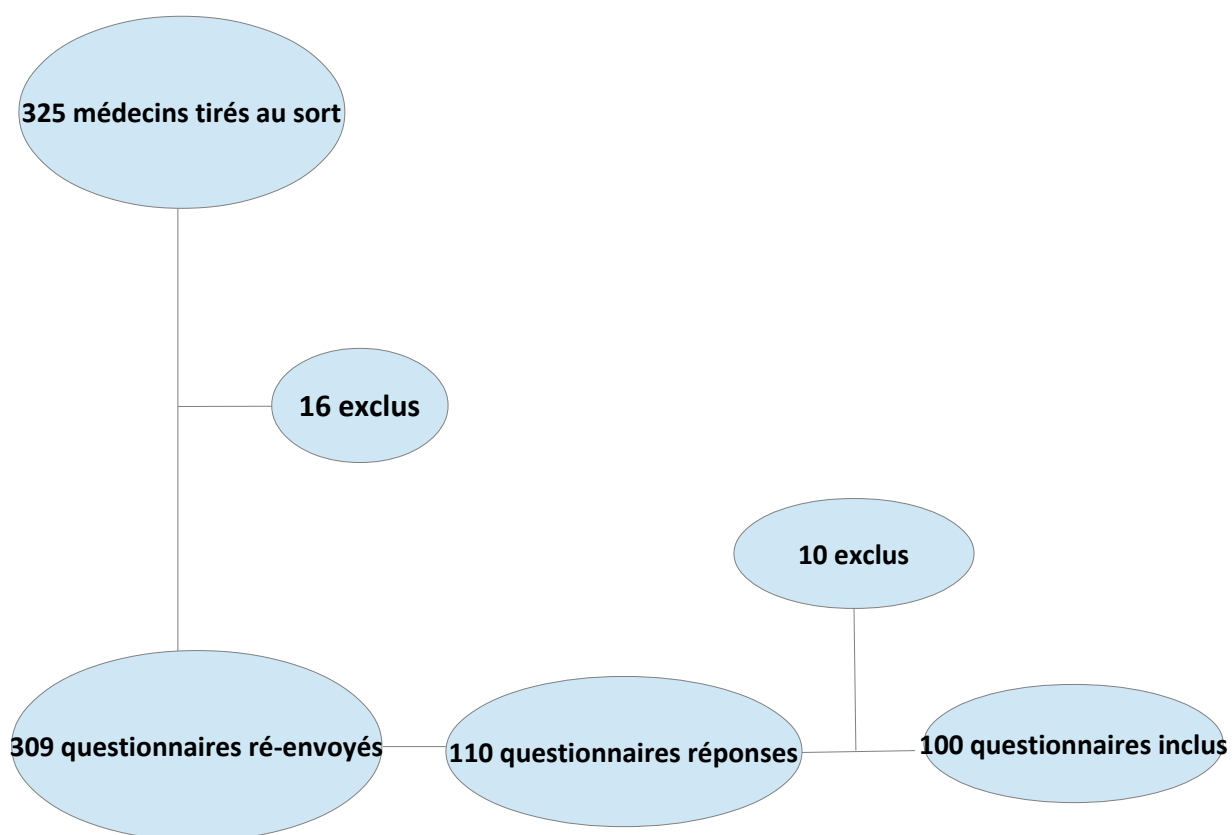 325 médecins tirés au sort
16 exclus
10 exclus
309 questionnaires ré-envoyés
110 questionnaires réponses
100 questionnaires inclus